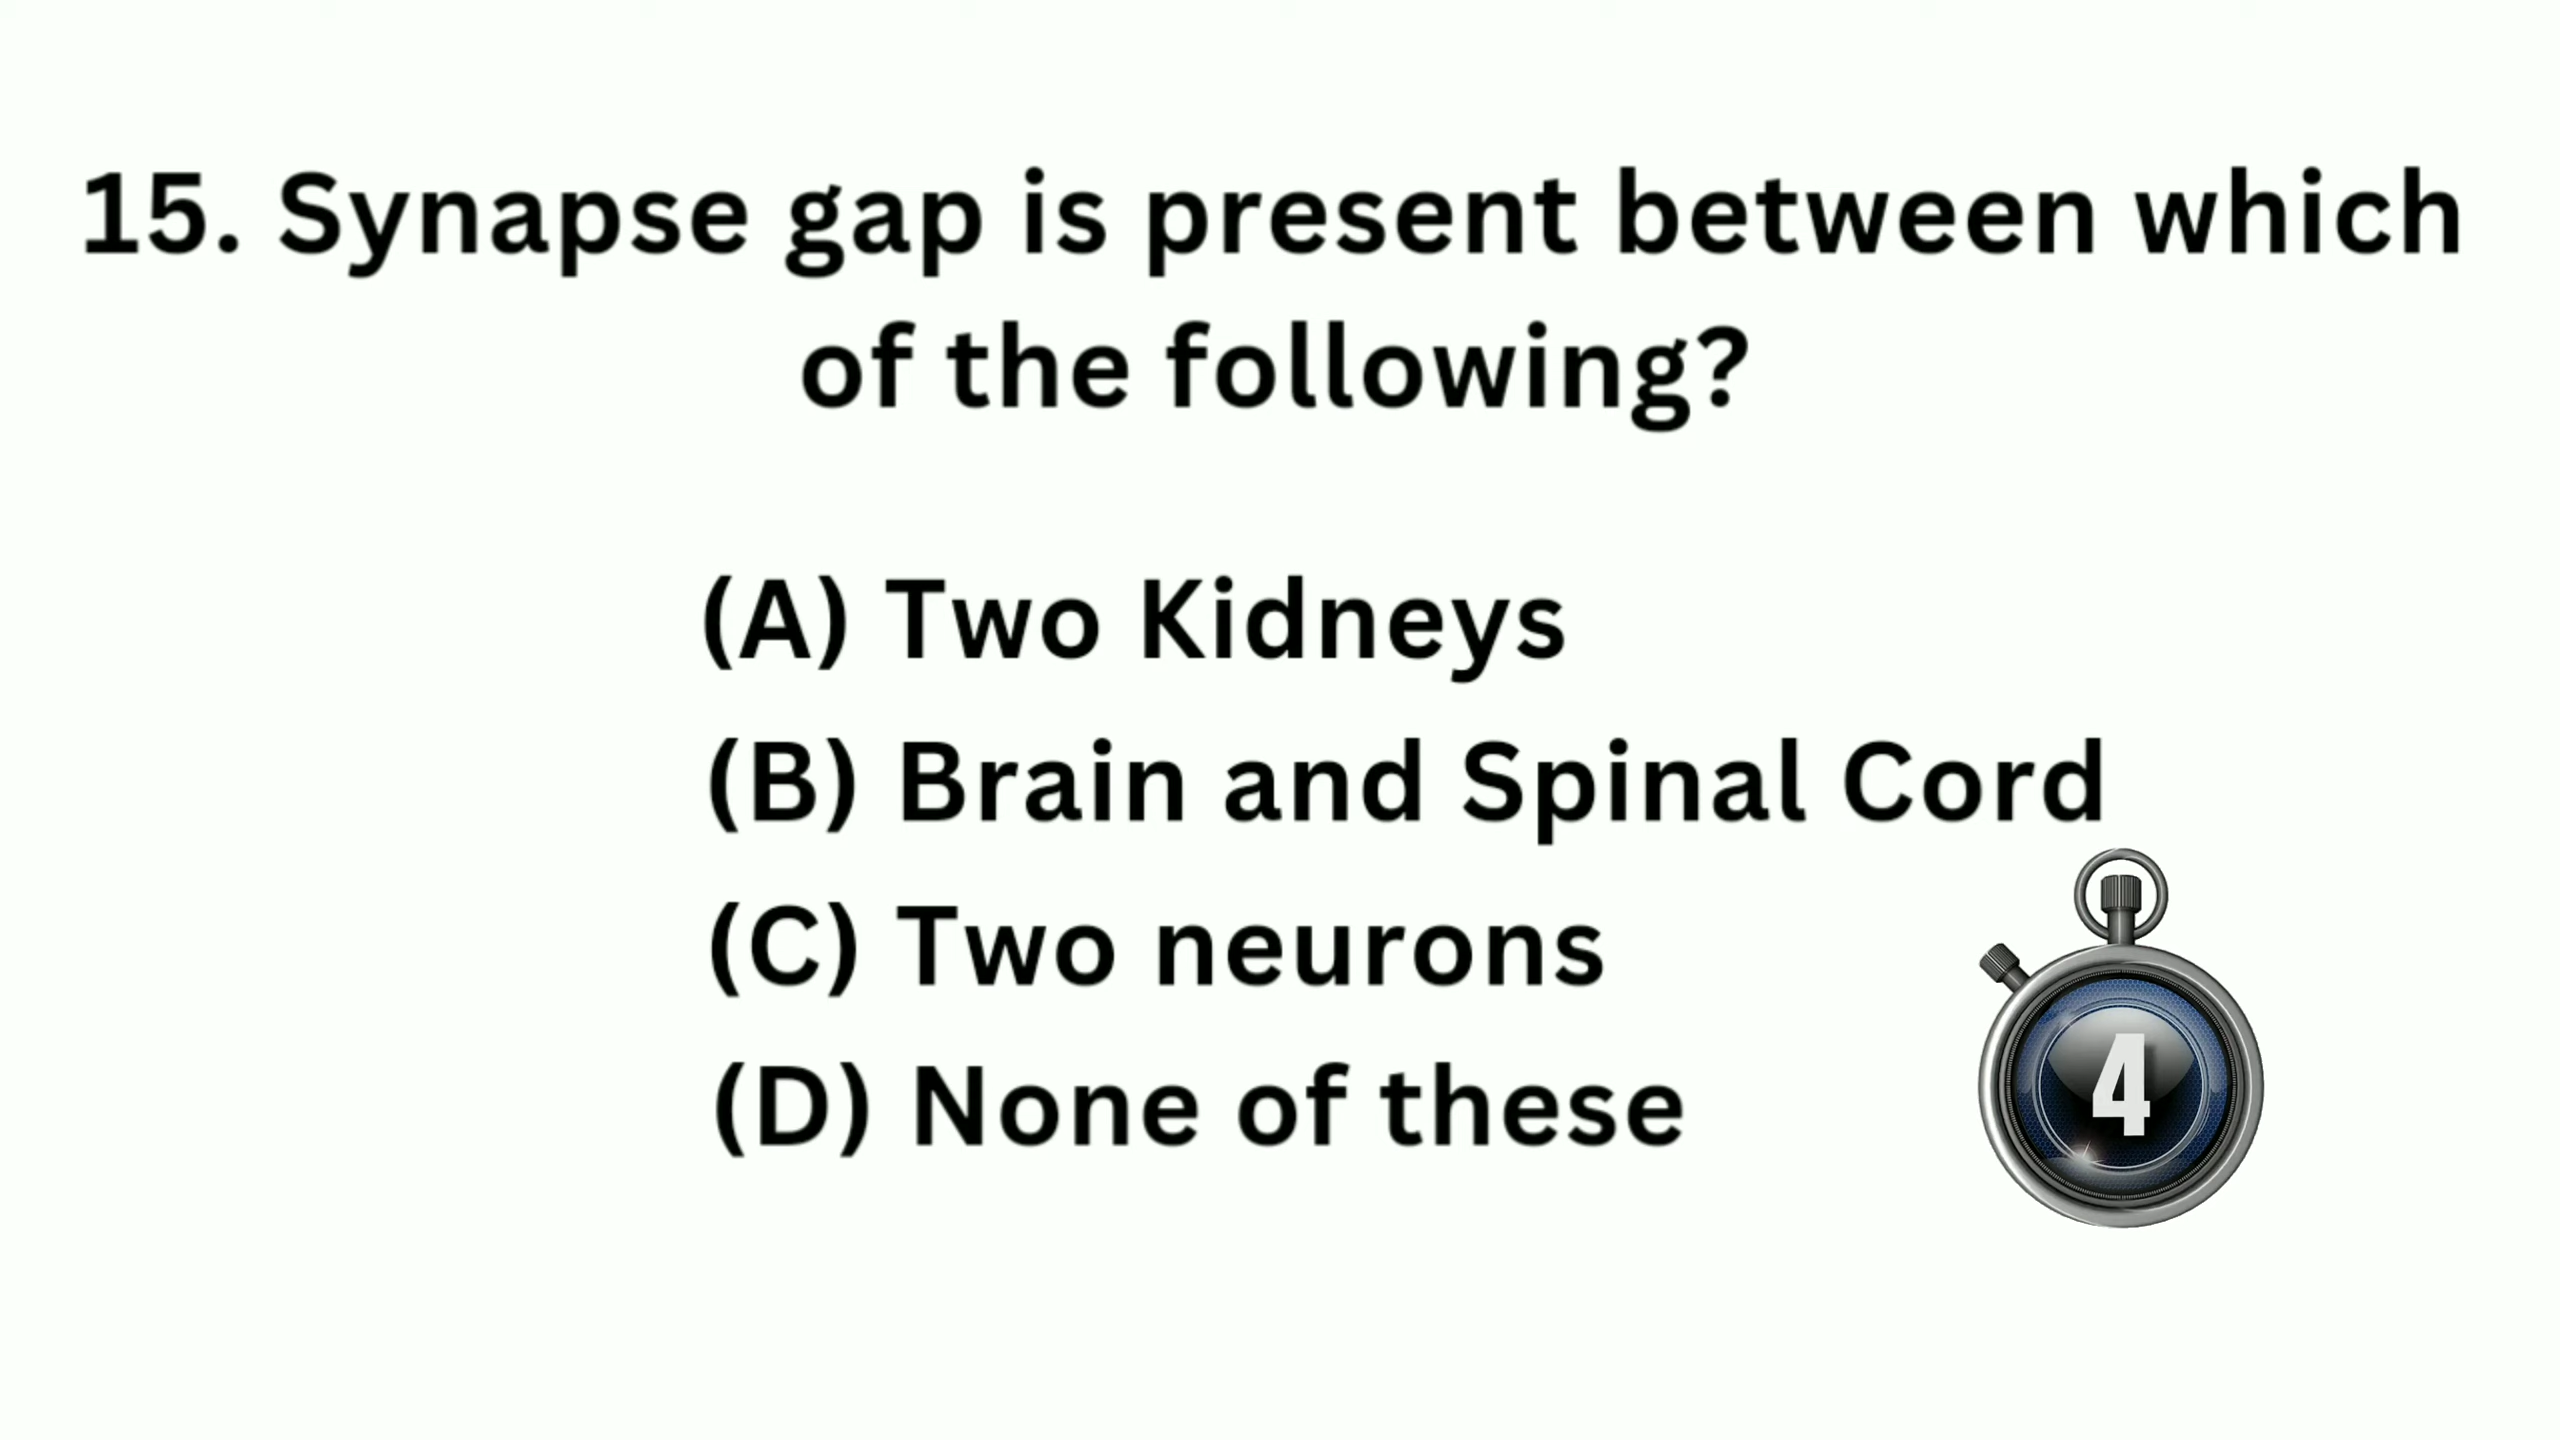 15. Synapse gap is present between which
of the following?
(A) Two Kidneys
(B) Brain and Spinal Cord
(C) Two neurons
(D) None of these
4